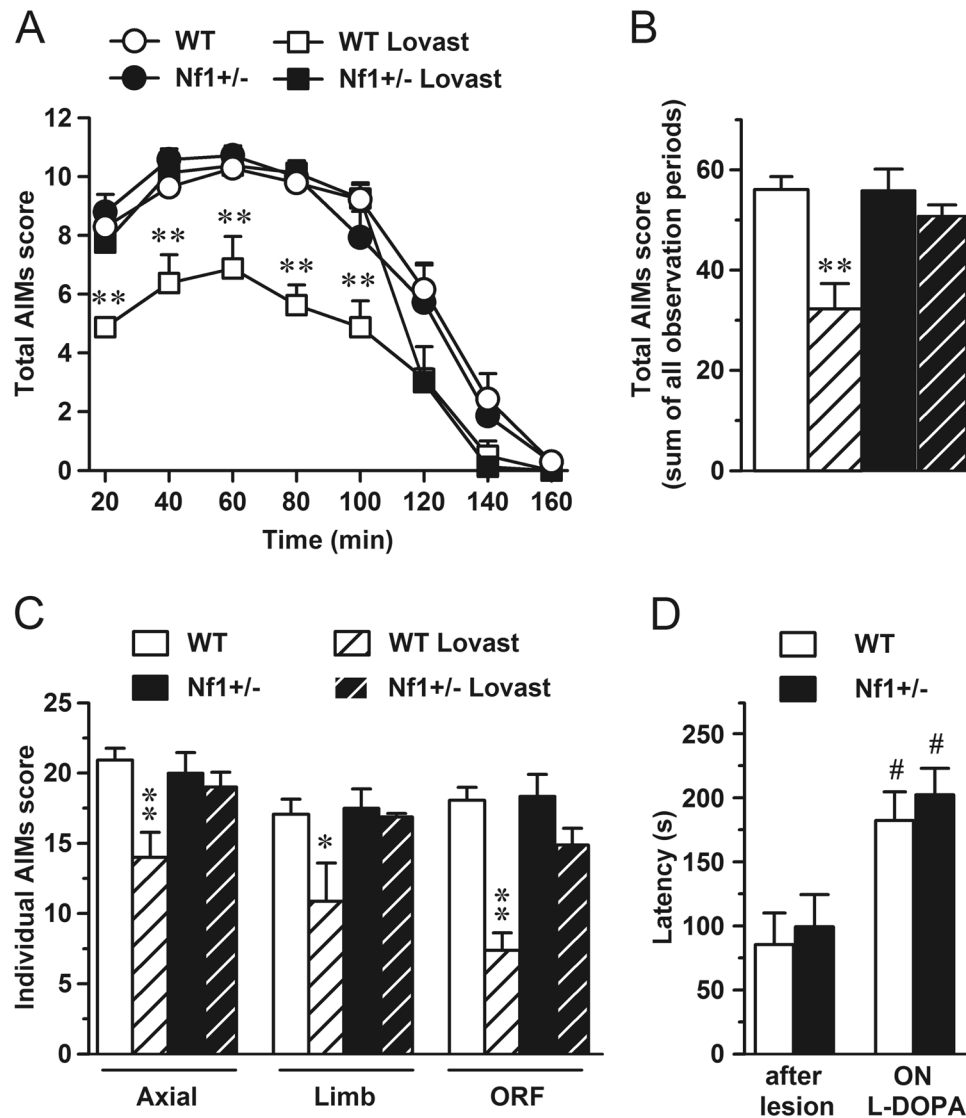 A
WT
WT Lovast
Nf1+/-
Nf1+/- Lovast
Total AIMs score
12
10
8
6
4
2
0
**
**
**
**
**
20 40 60 80 100 120 140 160
Time (min)
B
Total AIMs score
(sum of all observation periods)
60
40
20
0
**
C
WT
WT Lovast
Nf1+/-
Nf1+/- Lovast
Individual AIMs score
25
20
15
10
5
0
**
*
**
Axial Limb ORF
D
WT
Nf1+/-
Latency (s)
250
200
150
100
50
0
#
#
after
lesion
ON
L-DOPA